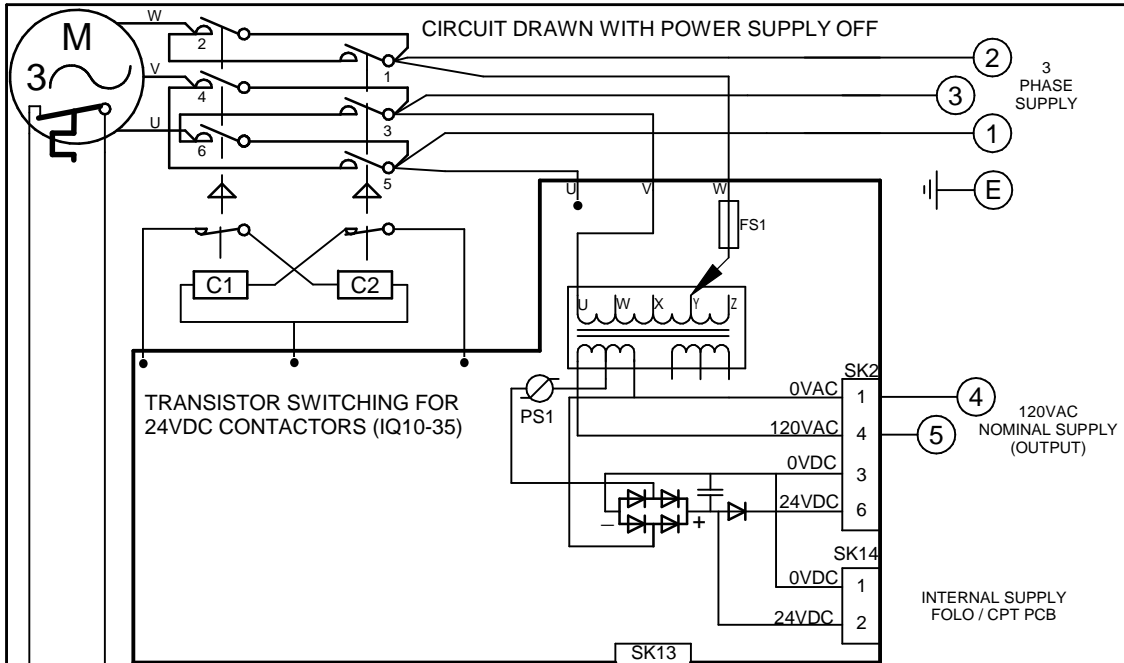 CIRCUIT DRAWN WITH POWER SUPPLY OFF
W
M
3
V
U
2
1
4
3
6
5
2
3
1
E
3
PHASE
SUPPLY
U
V
W
FS1
C1
C2
U W X Y Z
TRANSISTOR SWITCHING FOR
24VDC CONTACTORS (IQ10-35)
PS1
SK2
0VAC 1
4
120VAC 4
5
120VAC
NOMINAL SUPPLY
(OUTPUT)
0VDC 3
24VDC 6
− +
SK14
0VDC 1
24VDC 2
INTERNAL SUPPLY
FOLO / CPT PCB
SK13